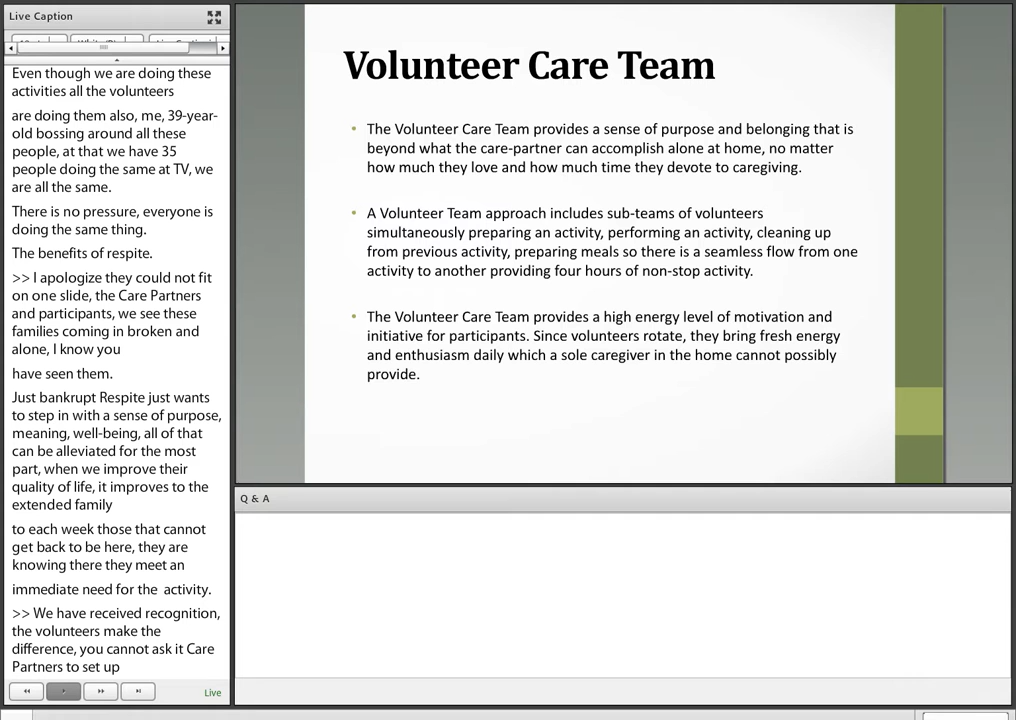 Live Caption
Even though we are doing these
activities all the volunteers
are doing them also, me, 39-year-
old bossing around all these
people, at that we have 35
people doing the same at TV, we
are all the same.
There is no pressure, everyone is
doing the same thing.
The benefits of respite.
>> I apologize they could not fit
on one slide, the Care Partners
and participants, we see these
families coming in broken and
alone, I know you
have seen them.
Just bankrupt Respite just wants
to step in with a sense of purpose,
meaning, well-being, all of that
can be alleviated for the most
part, when we improve their
quality of life, it improves to the
extended family
to each week those that cannot
get back to be here, they are
knowing there they meet an
immediate need for the activity.
>> We have received recognition,
the volunteers make the
difference, you cannot ask it Care
Partners to set up
Live
Volunteer Care Team
• The Volunteer Care Team provides a sense of purpose and belonging that is
beyond what the care-partner can accomplish alone at home, no matter
how much they love and how much time they devote to caregiving.
• A Volunteer Team approach includes sub-teams of volunteers
simultaneously preparing an activity, performing an activity, cleaning up
from previous activity, preparing meals so there is a seamless flow from one
activity to another providing four hours of non-stop activity.
• The Volunteer Care Team provides a high energy level of motivation and
initiative for participants. Since volunteers rotate, they bring fresh energy
and enthusiasm daily which a sole caregiver in the home cannot possibly
provide.
Q & A